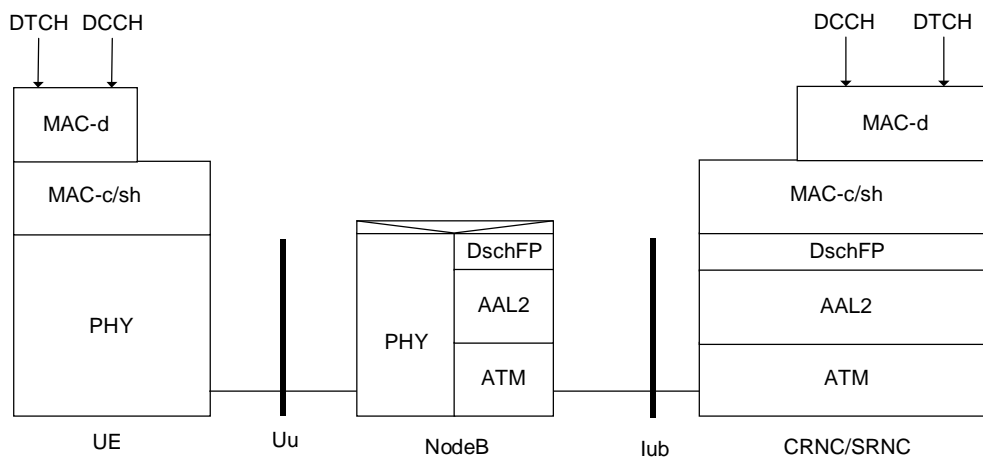 DTCH DCCH
DCCH DTCH
MAC-d
MAC-d
MAC-c/sh
MAC-c/sh
DschFP
DschFP
AAL2
AAL2
PHY
PHY
ATM
ATM
UE
Uu
NodeB
Iub
CRNC/SRNC